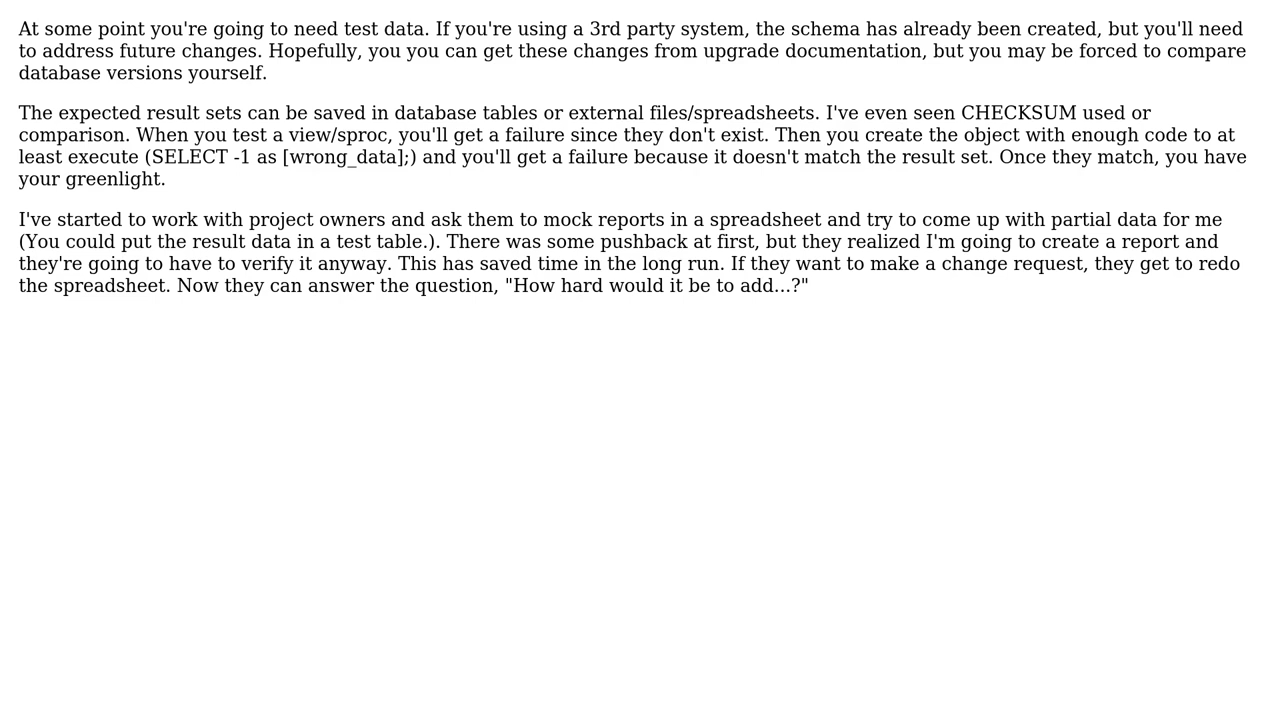 At some point you're going to need test data. If you're using a 3rd party system, the schema has already been created, but you'll need
to address future changes. Hopefully, you you can get these changes from upgrade documentation, but you may be forced to compare
database versions yourself.
The expected result sets can be saved in database tables or external files/spreadsheets. I've even seen CHECKSUM used or
comparison. When you test a view/sproc, you'll get a failure since they don't exist. Then you create the object with enough code to at
least execute (SELECT -1 as [wrong_data];) and you'll get a failure because it doesn't match the result set. Once they match, you have
your greenlight.
I've started to work with project owners and ask them to mock reports in a spreadsheet and try to come up with partial data for me
(You could put the result data in a test table.). There was some pushback at first, but they realized I'm going to create a report and
they're going to have to verify it anyway. This has saved time in the long run. If they want to make a change request, they get to redo
the spreadsheet. Now they can answer the question, "How hard would it be to add...?"